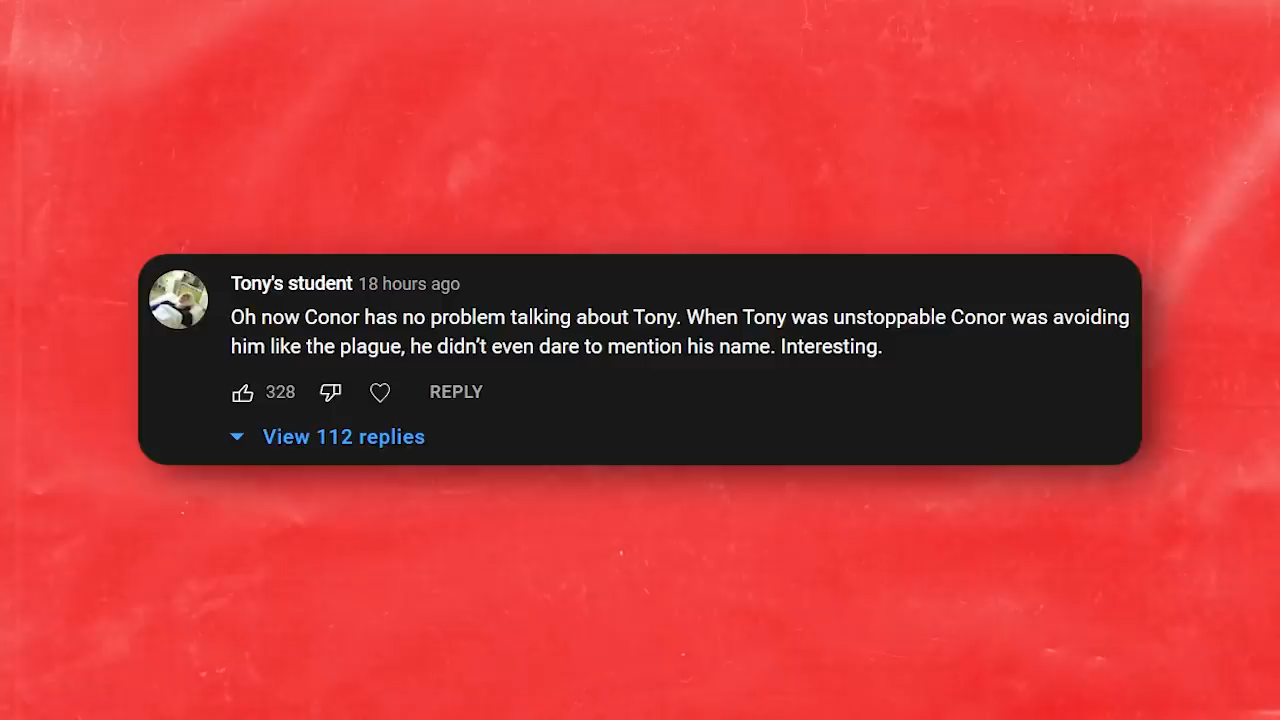 Tony's student 18 hours ago
Oh now Conor has no problem talking about Tony. When Tony was unstoppable Conor was avoiding
him like the plague, he didn’t even dare to mention his name. Interesting.
328 REPLY
View 112 replies